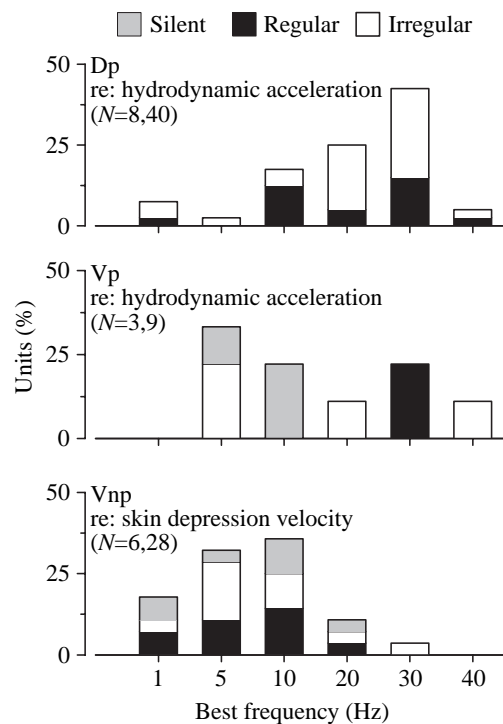 Silent Regular Irregular
50
25
0
Dp
re: hydrodynamic acceleration
(N=8,40)
Units (%)
50
25
0
Vp
re: hydrodynamic acceleration
(N=3,9)
50
25
0
Vnp
re: skin depression velocity
(N=6,28)
1 5 10 20 30 40
Best frequency (Hz)